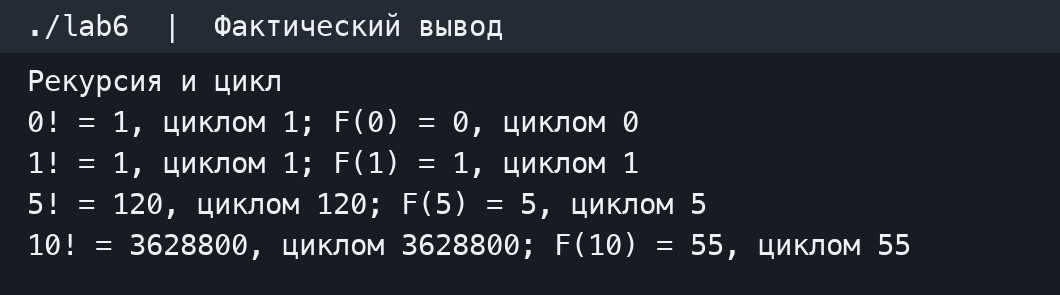 ./lab6  |  Фактический вывод
Рекурсия и цикл
0! = 1, циклом 1; F(0) = 0, циклом 0
1! = 1, циклом 1; F(1) = 1, циклом 1
5! = 120, циклом 120; F(5) = 5, циклом 5
10! = 3628800, циклом 3628800; F(10) = 55, циклом 55